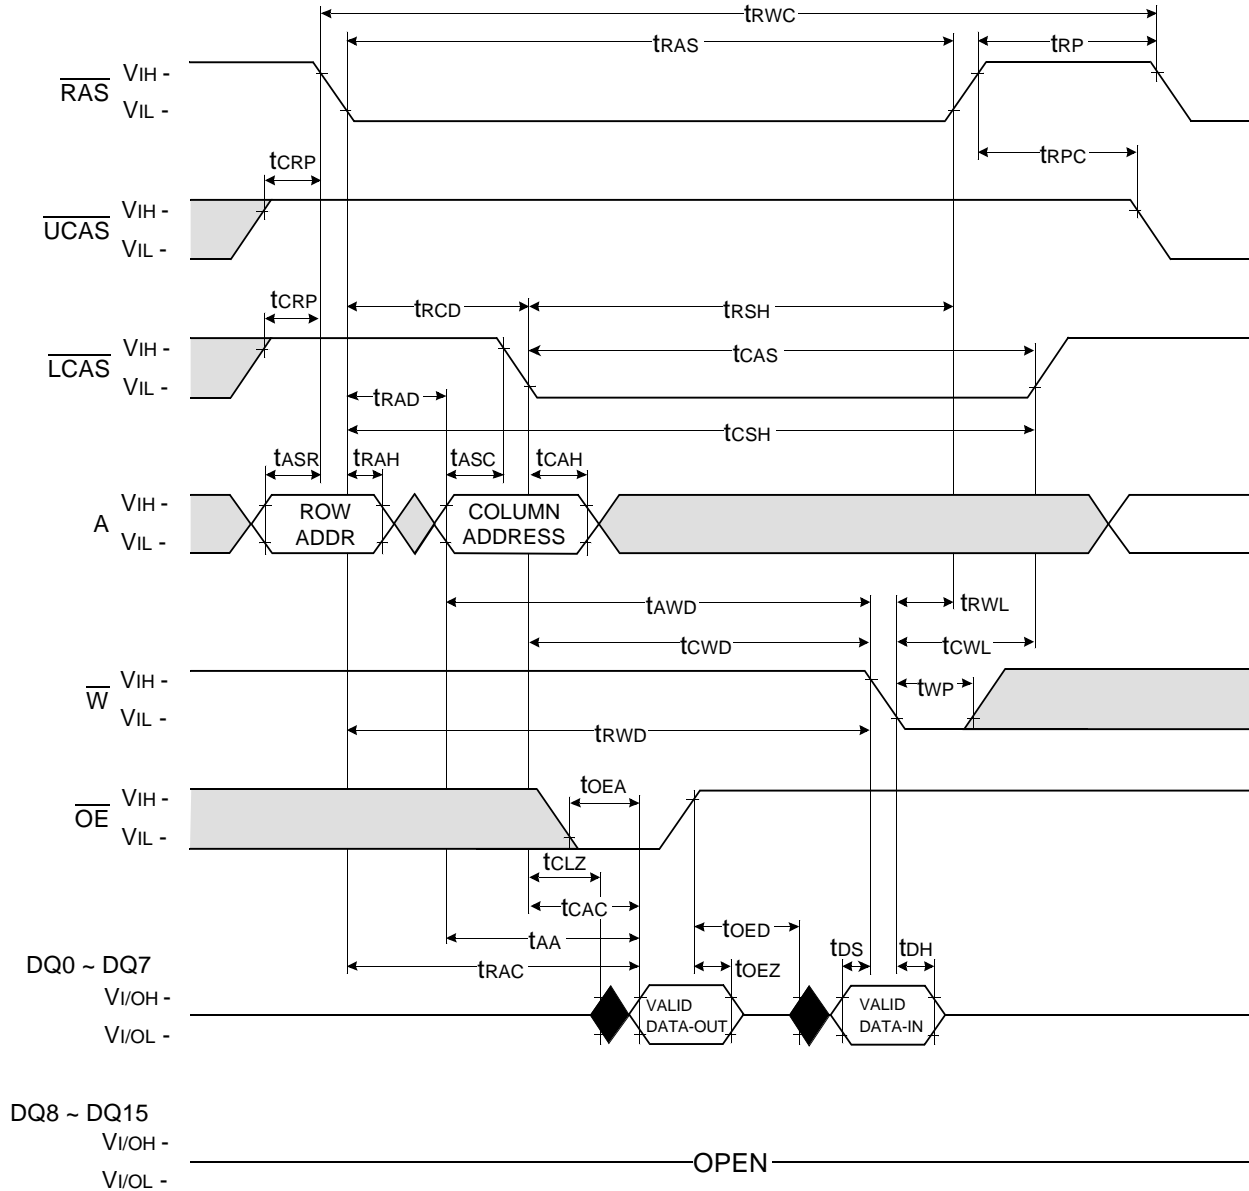 tRWC
tRAS
tRP
RAS
VIH -
VIL -
tCRP
tRPC
UCAS
VIH -
VIL -
tCRP
tRCD
tRSH
LCAS
VIH -
VIL -
tCAS
tRAD
tCSH
tASR
tRAH
tASC
tCAH
A
VIH -
VIL -
ROW
ADDR
COLUMN
ADDRESS
tAWD
tRWL
tCWD
tCWL
W
VIH -
VIL -
tWP
tRWD
OE
VIH -
VIL -
tOEA
tCLZ
tCAC
tOED
tAA
tDS
tDH
tRAC
tOEZ
DQ0 ~ DQ7
VI/OH -
VI/OL -
VALID
DATA-OUT
VALID
DATA-IN
DQ8 ~ DQ15
VI/OH -
VI/OL -
OPEN